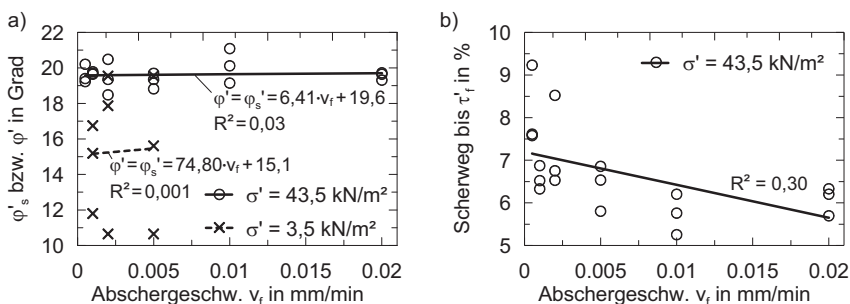 a)
φ's bzw. φ' in Grad
22
20
18
16
14
12
10
φ'=φs'=6,41·vf+19,6
R²=0,03
φ'=φs'=74,80·vf+15,1
R²=0,001
σ' = 43,5 kN/m²
σ' = 3,5 kN/m²
0
0.005
0.01
0.015
0.02
Abschergeschw. vf in mm/min
b)
Scherweg bis τ'f in %
10
9
8
7
6
5
σ' = 43,5 kN/m²
R² = 0,30
0
0.005
0.01
0.015
0.02
Abschergeschw. vf in mm/min